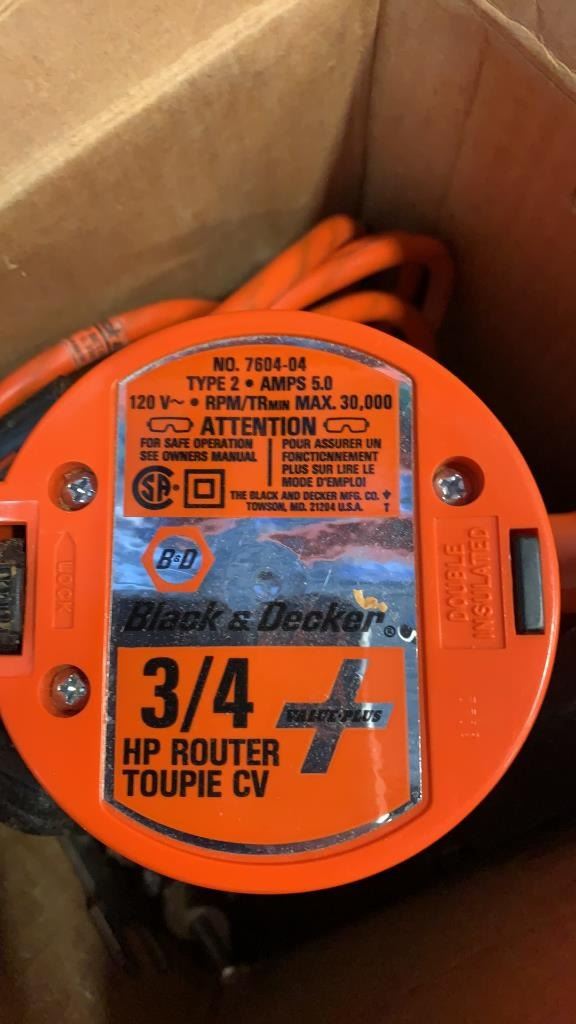 NO. 7604-04
TYPE 2 • AMPS 5.0
120 V~ • RPM/TRMIN MAX. 30,000
ATTENTION
FOR SAFE OPERATION
SEE OWNERS MANUAL
POUR ASSURER UN
FONCTICNNEMENT
PLUS SUR LIRE LE
MODE D'EMPLOI
SA
THE BLACK AND DECKER MFG. CO.
TOWSON, MD. 21204 U.S.A. T
B&D
LOCK
DOUBLE
INSULATED
Black & Decker®
3/4
VALUE-PLUS
HP ROUTER
TOUPIE CV